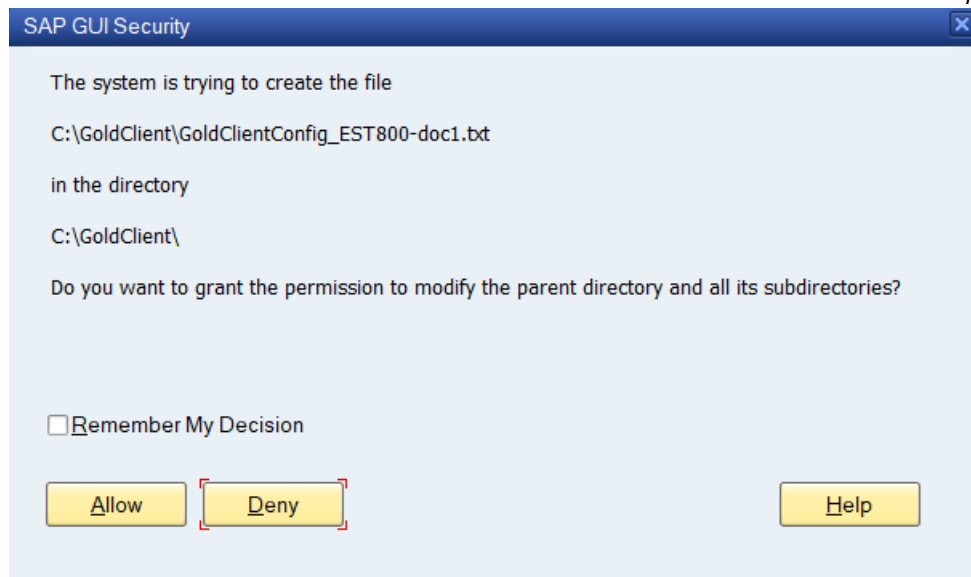 SAP GUI Security
The system is trying to create the file
C:\GoldClient\GoldClientConfig_EST800-doc1.txt
in the directory
C:\GoldClient\
Do you want to grant the permission to modify the parent directory and all its subdirectories?
Remember My Decision
Allow Deny Help